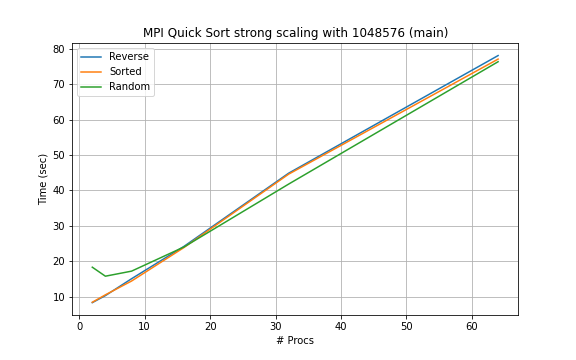 MPI Quick Sort strong scaling with 1048576 (main)
80
70
60
50
40
30
20
10
Time (sec)
Reverse
Sorted
Random
0 10 20 30 40 50 60
# Procs